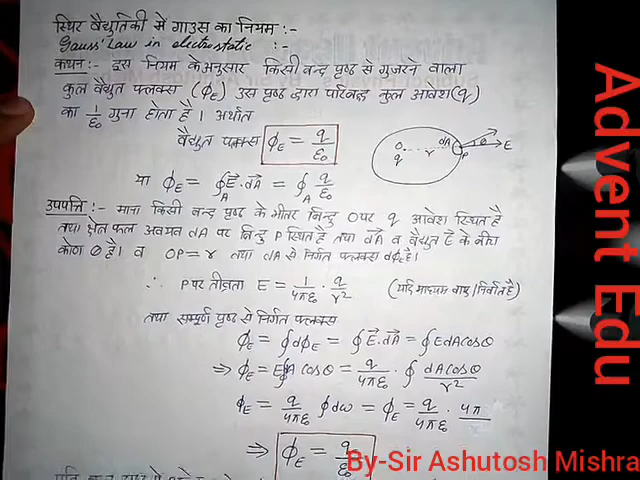 स्थिर वैद्युतिकी मे गाउस का नियम :-
Gauss' Law in electrostatic :-
कथन:- इस नियम के अनुसार किसी बन्द पृष्ठ से गुजरने वाला
कुल वैद्युत फ्लक्स (ϕE) उस पृष्ठ द्वारा परिबद्ध कुल आवेश (q)
का 1/ε0 गुना होता है। अर्थात
वैद्युत फ्लक्स ϕE = q/ε0
O q r dA θ P E
या ϕE = ∮A E⃗.dA⃗ = ∮A q/ε0
उपपत्ति:- माना किसी बन्द पृष्ठ के भीतर बिन्दु O पर q आवेश स्थित है
तथा क्षेत्रफल अवयव dA पर बिन्दु P स्थित है तथा dA⃗ व वैद्युत E⃗ के बीच
कोण θ है। व OP = r तथा dA से निर्गत फ्लक्स dϕE है।
∴ P पर तीव्रता E = 1/4πε0 . q/r² (यदि माध्यम वायु/निर्वात है)
तथा सम्पूर्ण पृष्ठ से निर्गत फ्लक्स
ϕE = ∮dϕE = ∮E⃗.dA⃗ = ∮EdAcosθ
⇒ ϕE = E∮A cosθ = q/4πε0 . ∮ dAcosθ/r²
ϕE = q/4πε0 ∮dω = ϕE = q/4πε0 . 4π
⇒ ϕE = q/ε0
Advent Edu
By-Sir Ashutosh Mishra